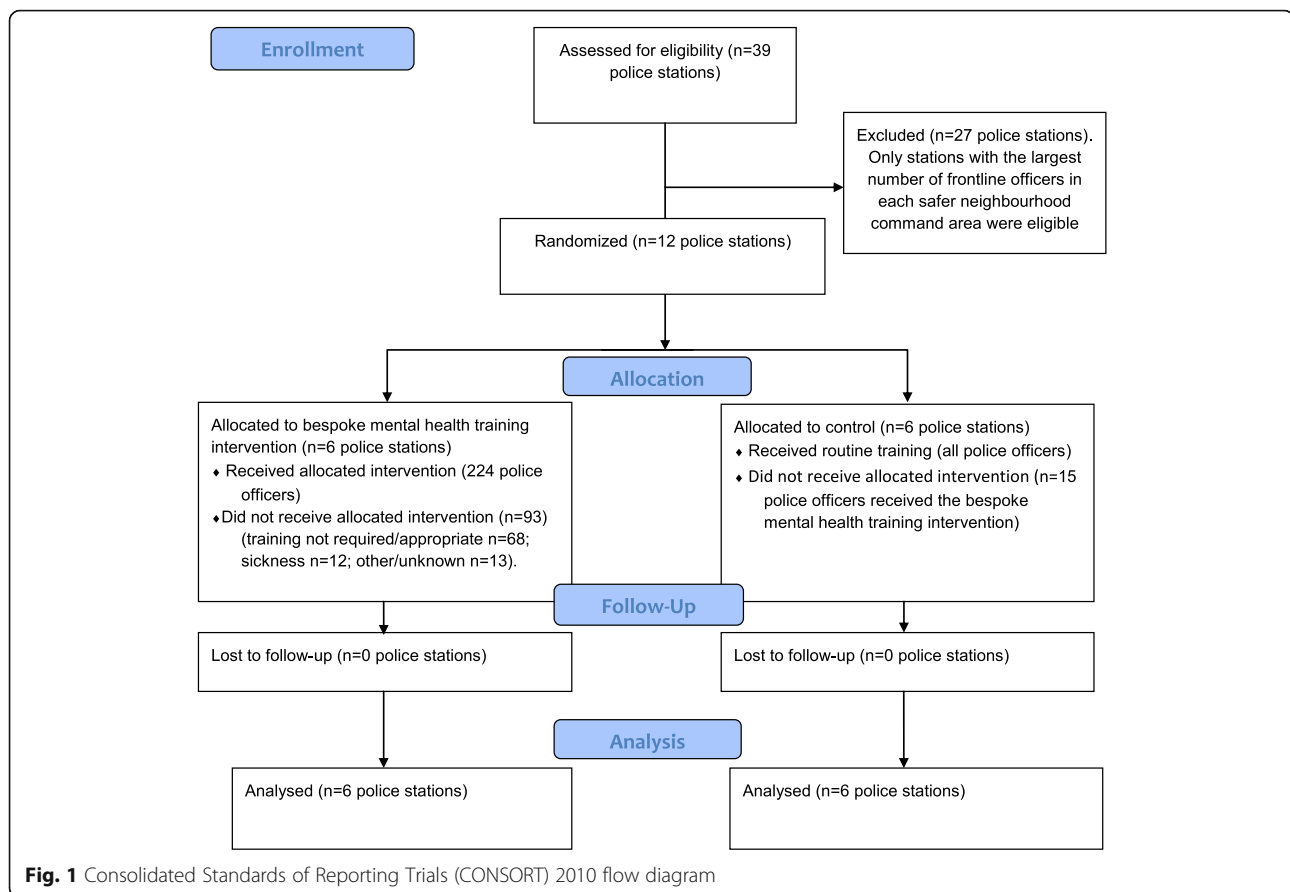 Enrollment
Assessed for eligibility (n=39
police stations)
Excluded (n=27 police stations).
Only stations with the largest
number of frontline officers in
each safer neighbourhood
command area were eligible
Randomized (n=12 police stations)
Allocation
Allocated to bespoke mental health training
intervention (n=6 police stations)
♦ Received allocated intervention (224 police
officers)
♦Did not receive allocated intervention (n=93)
(training not required/appropriate n=68;
sickness n=12; other/unknown n=13).
Allocated to control (n=6 police stations)
♦ Received routine training (all police officers)
♦ Did not receive allocated intervention (n=15
police officers received the bespoke
mental health training intervention)
Follow-Up
Lost to follow-up (n=0 police stations)
Lost to follow-up (n=0 police stations)
Analysis
Analysed (n=6 police stations)
Analysed (n=6 police stations)
Fig. 1 Consolidated Standards of Reporting Trials (CONSORT) 2010 flow diagram